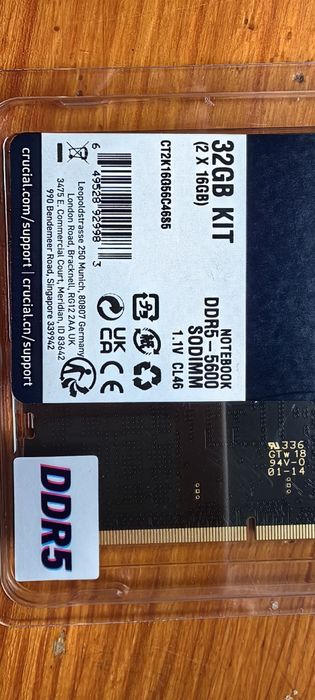 32GB KIT
(2 X 16GB)
CT2K16G56C46S5
NOTEBOOK
DDR5-5600
SODIMM
1.1V CL46
6 49528 92998 3
UK
CA
CE
Leopoldstrasse 250 Munich, 80807 Germany
London Road, Bracknell, RG12 2AA UK
3475 E. Commercial Court, Meridian, ID 83642
990 Bendemeer Road, Singapore 339942
crucial.com/support | crucial.cn/support
DDR5
336
GTW 18
94V-0
01-14